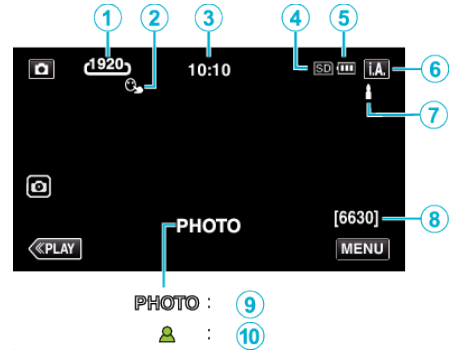 1 2 3 4 5
1920 10:10 SD i.A. 6
7
PHOTO [6630] 8
≪PLAY MENU
PHOTO : 9
: 10